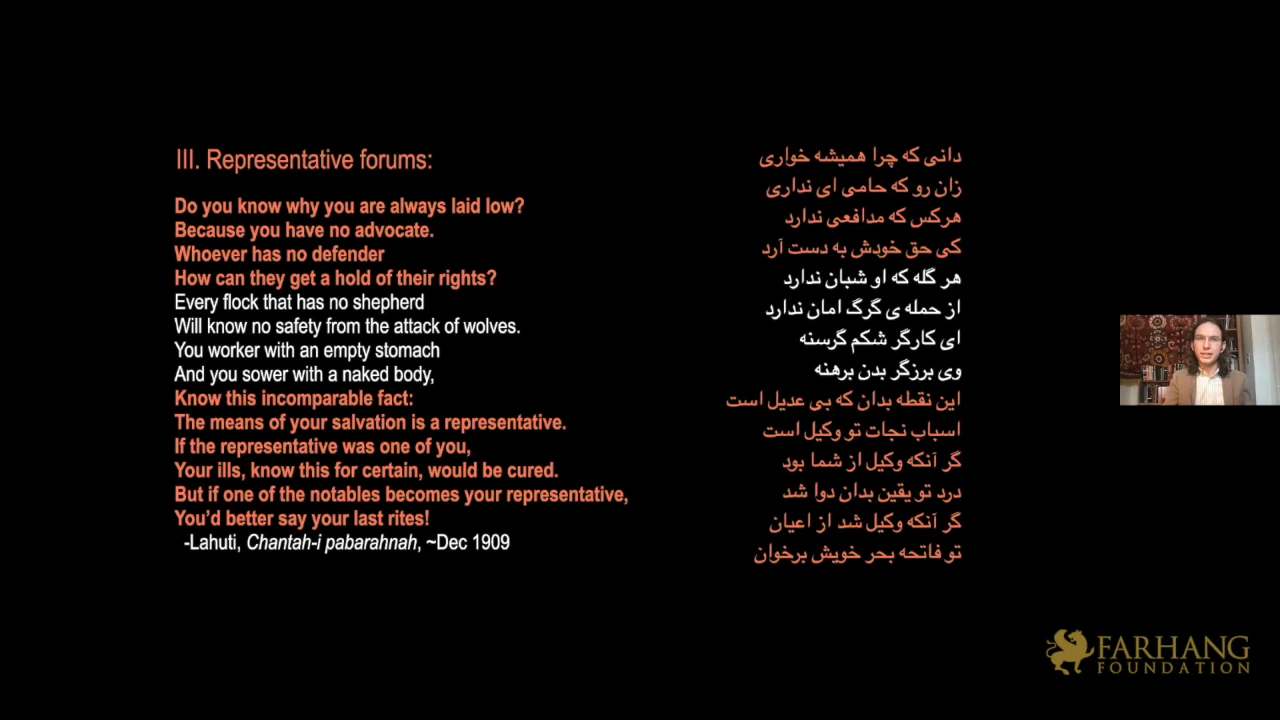 III. Representative forums:
Do you know why you are always laid low?
Because you have no advocate.
Whoever has no defender
How can they get a hold of their rights?
Every flock that has no shepherd
Will know no safety from the attack of wolves.
You worker with an empty stomach
And you sower with a naked body,
Know this incomparable fact:
The means of your salvation is a representative.
If the representative was one of you,
Your ills, know this for certain, would be cured.
But if one of the notables becomes your representative,
You’d better say your last rites!
-Lahuti, Chantah-i pabarahnah, ~Dec 1909
دانی که چرا همیشه خواری
زان رو که حامی ای نداری
هرکس که مدافعی ندارد
کی حق خودش به دست آرد
هر گله که او شبان ندارد
از حمله ی گرگ امان ندارد
ای کارگر شکم گرسنه
وی برزگر بدن برهنه
این نقطه بدان که بی عدیل است
اسباب نجات تو وکیل است
گر آنکه وکیل از شما بود
درد تو یقین بدان دوا شد
گر آنکه وکیل شد از اعیان
تو فاتحه بحر خویش برخوان
FARHANG
FOUNDATION